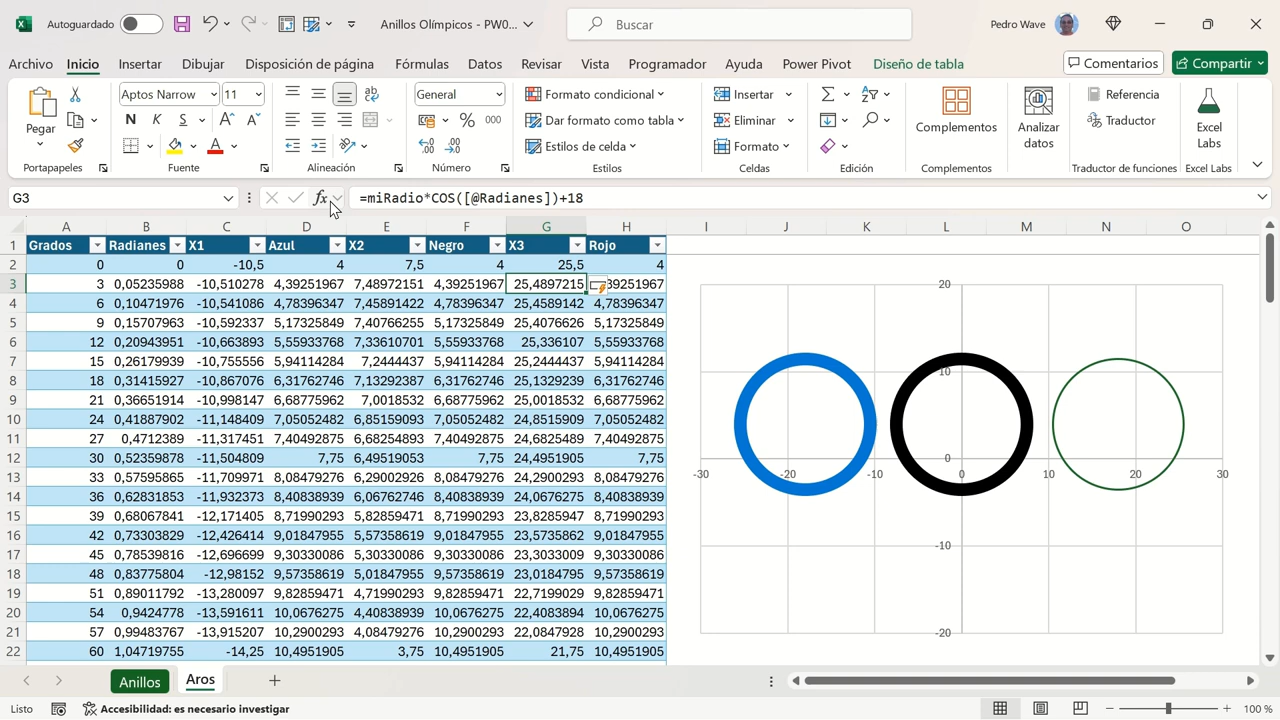 Autoguardado
Anillos Olímpicos - PW0...
Buscar
Pedro Wave
Archivo Inicio Insertar Dibujar Disposición de página Fórmulas Datos Revisar Vista Programador Ayuda Power Pivot Diseño de tabla
Comentarios Compartir
Pegar
Portapapeles
Aptos Narrow 11
N K S
Fuente
Alineación
General
% 000
Número
Formato condicional
Dar formato como tabla
Estilos de celda
Estilos
Insertar
Eliminar
Formato
Celdas
Edición
Complementos
Complementos
Analizar datos
Referencia
Traductor
Traductor de funciones
Excel Labs
Excel Labs
G3 fx =miRadio*COS([@Radianes])+18
A B C D E F G H I J K L M N O
1 Grados Radianes X1 Azul X2 Negro X3 Rojo
2 0 0 -10,5 4 7,5 4 25,5 4
3 3 0,05235988 -10,510278 4,39251967 7,48972151 4,39251967 25,4897215 39251967
4 6 0,10471976 -10,541086 4,78396347 7,45891422 4,78396347 25,4589142 4,78396347
5 9 0,15707963 -10,592337 5,17325849 7,40766255 5,17325849 25,4076626 5,17325849
6 12 0,20943951 -10,663893 5,55933768 7,33610701 5,55933768 25,336107 5,55933768
7 15 0,26179939 -10,755556 5,94114284 7,2444437 5,94114284 25,2444437 5,94114284
8 18 0,31415927 -10,867076 6,31762746 7,13292387 6,31762746 25,1329239 6,31762746
9 21 0,36651914 -10,998147 6,68775962 7,0018532 6,68775962 25,0018532 6,68775962
10 24 0,41887902 -11,148409 7,05052482 6,85159093 7,05052482 24,8515909 7,05052482
11 27 0,4712389 -11,317451 7,40492875 6,68254893 7,40492875 24,6825489 7,40492875
12 30 0,52359878 -11,504809 7,75 6,49519053 7,75 24,4951905 7,75
13 33 0,57595865 -11,709971 8,08479276 6,29002926 8,08479276 24,2900293 8,08479276
14 36 0,62831853 -11,932373 8,40838939 6,06762746 8,40838939 24,0676275 8,40838939
15 39 0,68067841 -12,171405 8,71990293 5,82859471 8,71990293 23,8285947 8,71990293
16 42 0,73303829 -12,426414 9,01847955 5,57358619 9,01847955 23,5735862 9,01847955
17 45 0,78539816 -12,696699 9,30330086 5,30330086 9,30330086 23,3033009 9,30330086
18 48 0,83775804 -12,98152 9,57358619 5,01847955 9,57358619 23,0184795 9,57358619
19 51 0,89011792 -13,280097 9,82859471 4,71990293 9,82859471 22,7199029 9,82859471
20 54 0,9424778 -13,591611 10,0676275 4,40838939 10,0676275 22,4083894 10,0676275
21 57 0,99483767 -13,915207 10,2900293 4,08479276 10,2900293 22,0847928 10,2900293
22 60 1,04719755 -14,25 10,4951905 3,75 10,4951905 21,75 10,4951905
20
10
0
-30 -20 -10 0 10 20 30
-10
-20
Anillos Aros
Listo Accesibilidad: es necesario investigar 100 %